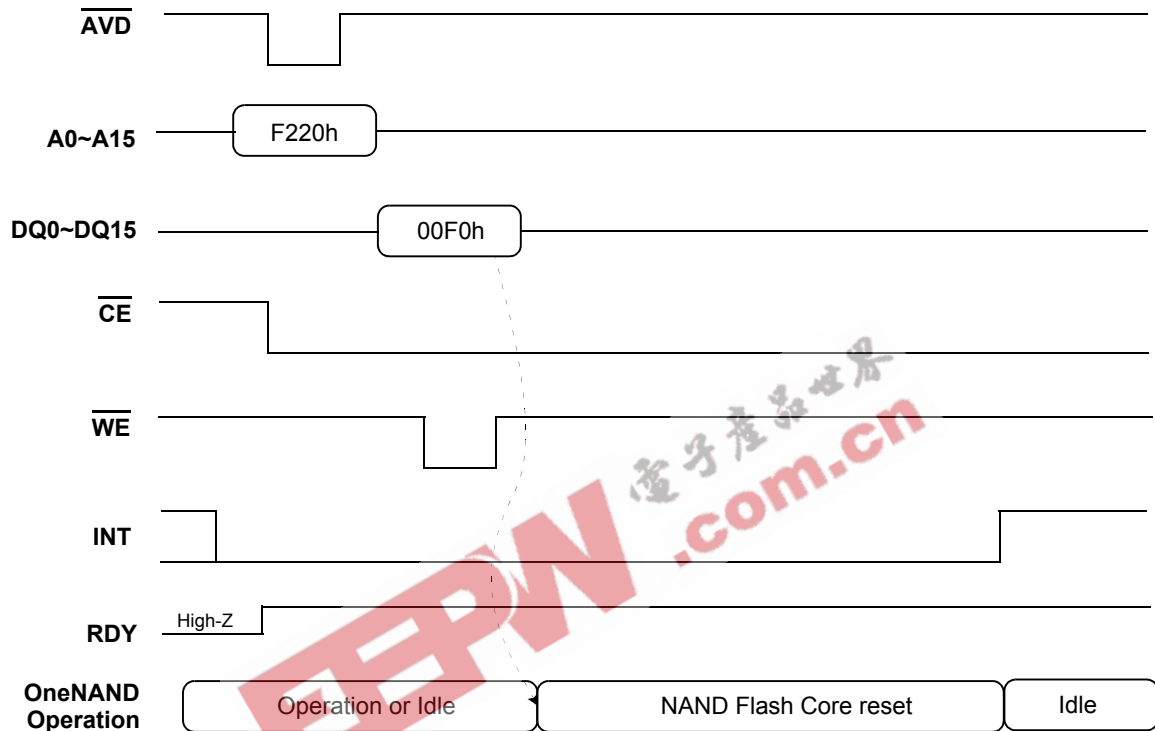 AVD
A0~A15
F220h
DQ0~DQ15
00F0h
CE
WE
INT
RDY
High-Z
OneNAND
Operation
Operation or Idle
NAND Flash Core reset
Idle
EEPW
電子產品世界
.com.cn